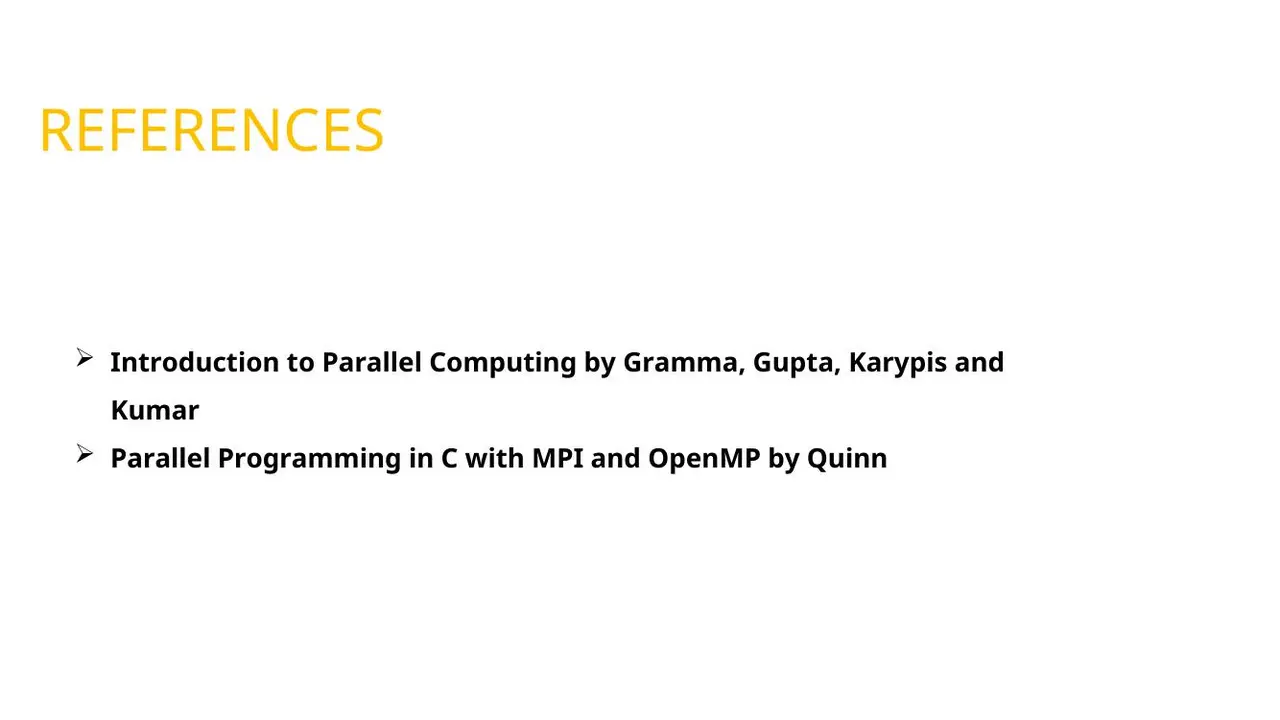 REFERENCES
➢ Introduction to Parallel Computing by Gramma, Gupta, Karypis and
Kumar
➢ Parallel Programming in C with MPI and OpenMP by Quinn